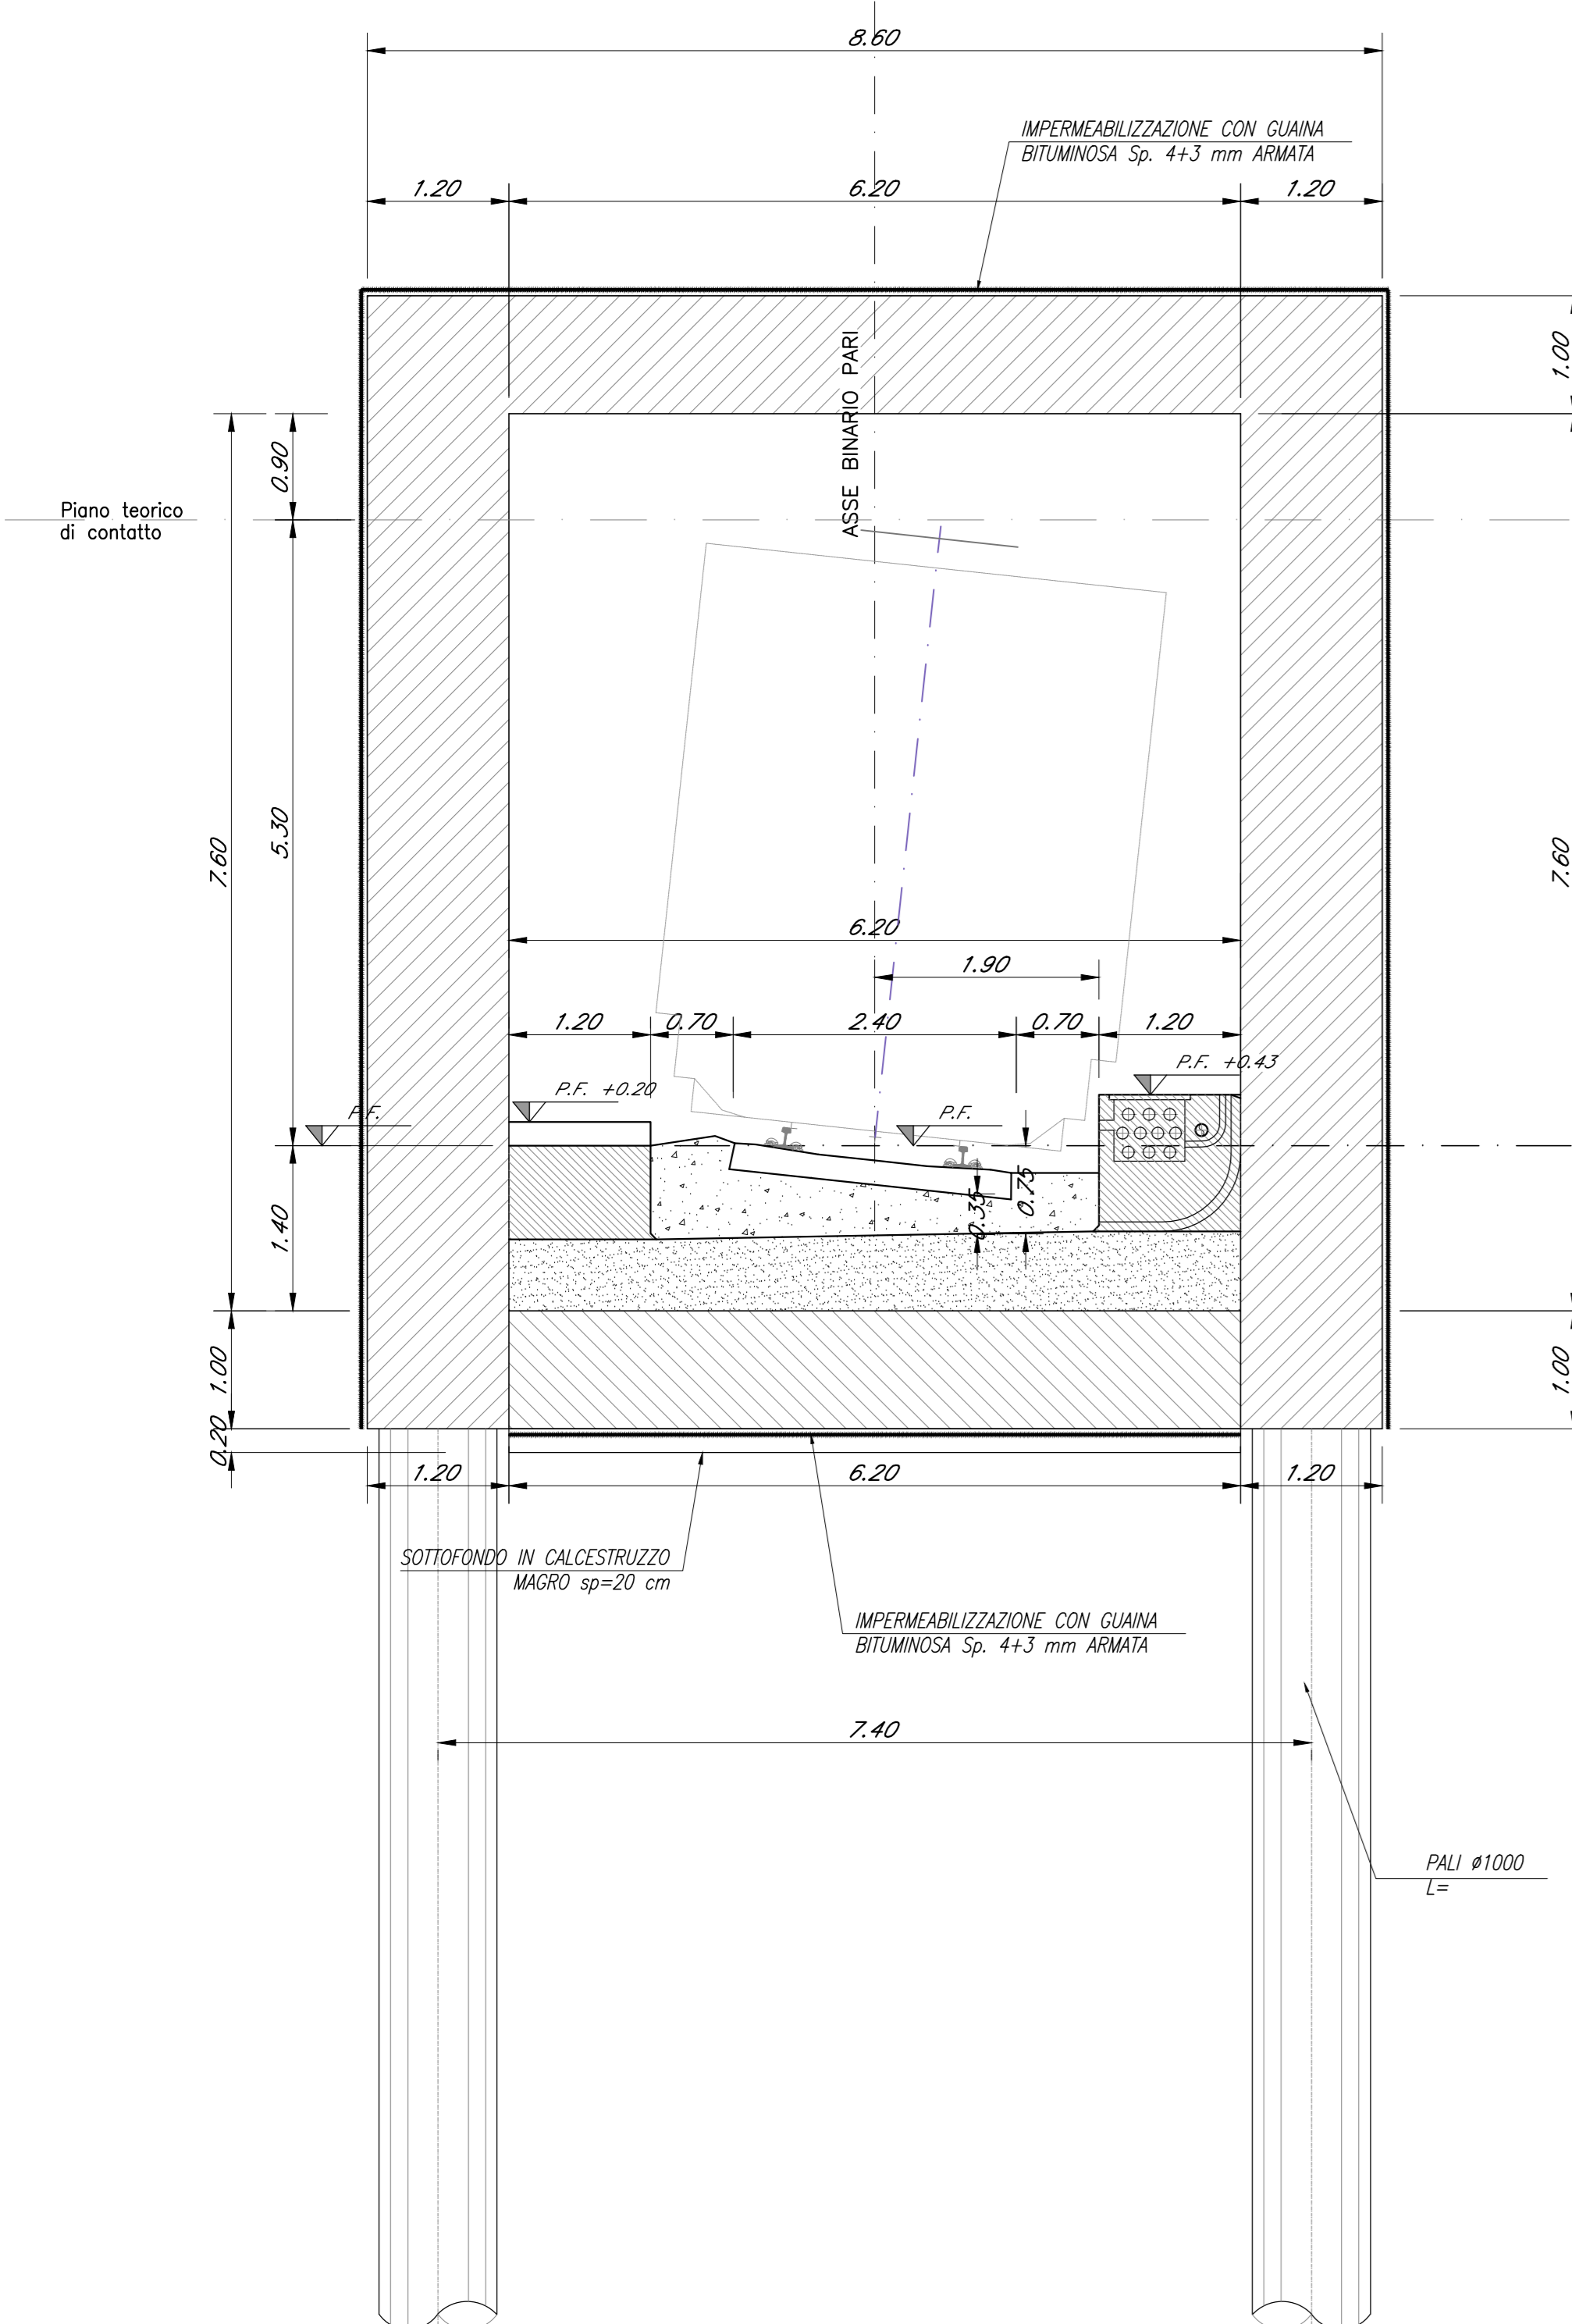 8.60
IMPERMEABILIZZAZIONE CON GUAINA
BITUMINOSA Sp. 4+3 mm ARMATA
1.20
6.20
1.20
1.00
ASSE BINARIO PARI
0.90
Piano teorico
di contatto
7.60
5.30
7.60
6.20
1.90
1.20
0.70
2.40
0.70
1.20
P.F. +0.43
P.F. +0.20
P.F.
P.F.
0.75
0.35
1.40
1.00
1.00
0.20
1.20
6.20
1.20
SOTTOFONDO IN CALCESTRUZZO
MAGRO sp=20 cm
IMPERMEABILIZZAZIONE CON GUAINA
BITUMINOSA Sp. 4+3 mm ARMATA
7.40
PALI ø1000
L=